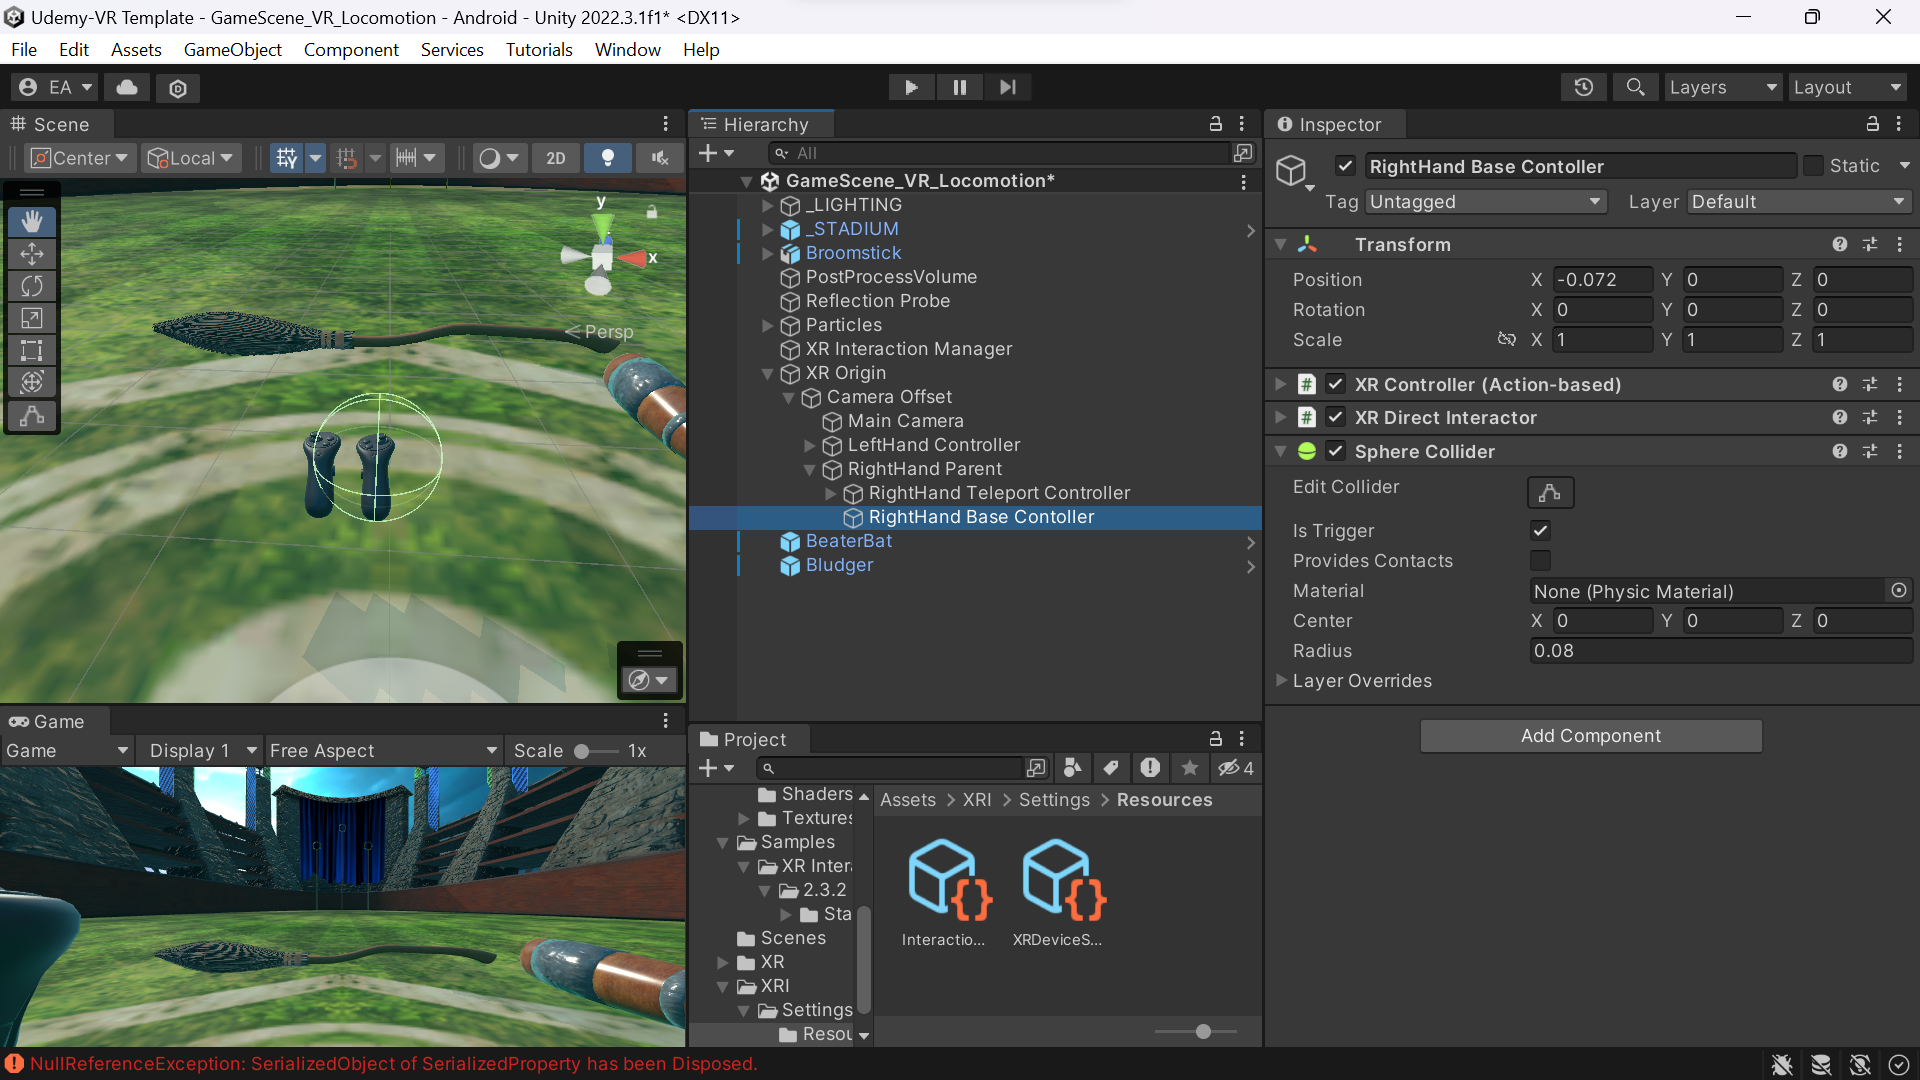 Udemy-VR Template - GameScene_VR_Locomotion - Android - Unity 2022.3.1f1* <DX11>
File Edit Assets GameObject Component Services Tutorials Window Help
EA
Layers
Layout
Scene
Center
Local
2D
y
x
Persp
Hierarchy
All
GameScene_VR_Locomotion*
_LIGHTING
_STADIUM
Broomstick
PostProcessVolume
Reflection Probe
Particles
XR Interaction Manager
XR Origin
Camera Offset
Main Camera
LeftHand Controller
RightHand Parent
RightHand Teleport Controller
RightHand Base Contoller
BeaterBat
Bludger
Inspector
RightHand Base Contoller
Static
Tag Untagged
Layer Default
Transform
Position X -0.072 Y 0 Z 0
Rotation X 0 Y 0 Z 0
Scale X 1 Y 1 Z 1
XR Controller (Action-based)
XR Direct Interactor
Sphere Collider
Edit Collider
Is Trigger
Provides Contacts
Material None (Physic Material)
Center X 0 Y 0 Z 0
Radius 0.08
Layer Overrides
Add Component
Game
Game Display 1 Free Aspect Scale 1x
Project
4
Shaders
Textures
Samples
XR Inter
2.3.2
Sta
Scenes
XR
XRI
Settings
Resou
Assets > XRI > Settings > Resources
Interactio...
XRDeviceS...
NullReferenceException: SerializedObject of SerializedProperty has been Disposed.